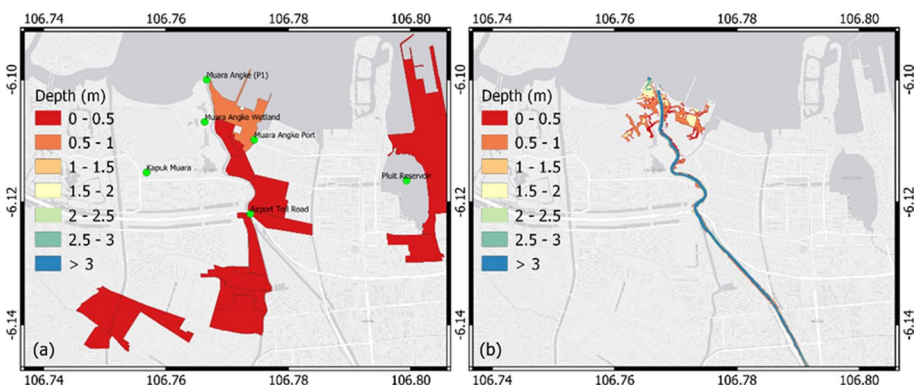 106.74 106.76 106.78 106.80 106.74 106.76 106.78 106.80
-6.10
-6.12
-6.14
Depth (m)
0 - 0.5
0.5 - 1
1 - 1.5
1.5 - 2
2 - 2.5
2.5 - 3
> 3
Muara Angke (P1)
Muara Angke Wetland
Muara Angke Port
Kapuk Muara
Pluit Reservoir
Airport Toll Road
(a)
Depth (m)
0 - 0.5
0.5 - 1
1 - 1.5
1.5 - 2
2 - 2.5
2.5 - 3
> 3
(b)
-6.10
-6.12
-6.14
106.74 106.76 106.78 106.80 106.74 106.76 106.78 106.80